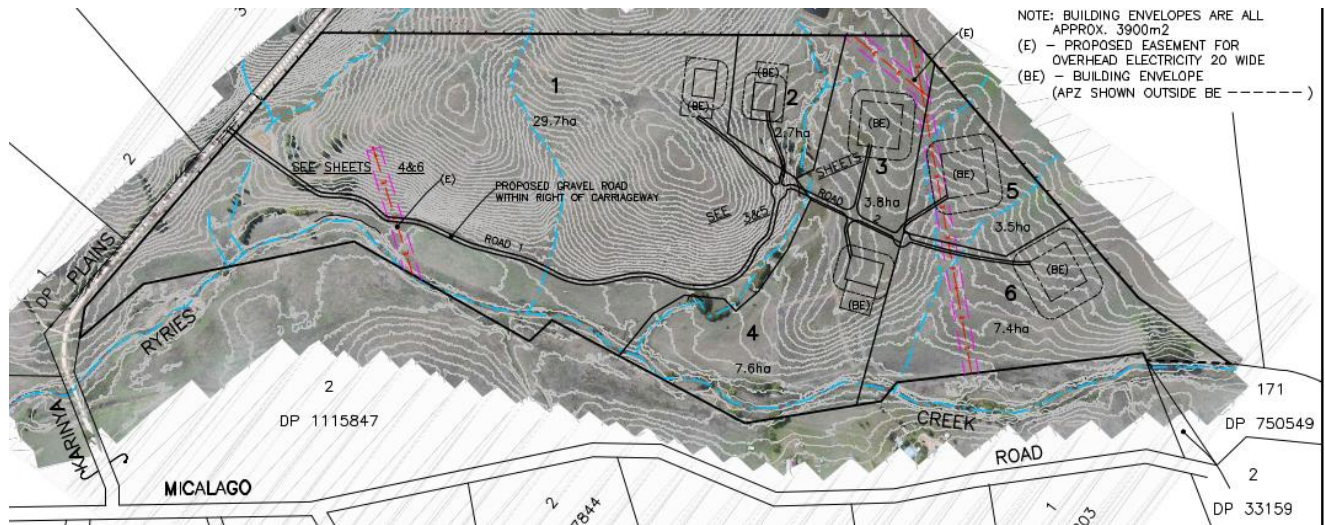 NOTE: BUILDING ENVELOPES ARE ALL
APPROX. 3900m2
(E) - PROPOSED EASEMENT FOR
OVERHEAD ELECTRICITY 20 WIDE
(BE) - BUILDING ENVELOPE
(APZ SHOWN OUTSIDE BE ------)
(E)
1
29.7ha
(BE)
(BE)
2
2.7ha
(BE)
3
3.8ha
(BE)
5
3.5ha
SEE SHEETS 4&6
(E)
PROPOSED GRAVEL ROAD
WITHIN RIGHT OF CARRIAGEWAY
SHEETS
SEE 3&5
ROAD 2
ROAD 1
(BE)
(BE)
6
7.4ha
4
7.6ha
2
1
DP
PLAINS
RYRIES
CREEK
KARINYA
2
DP 1115847
MICALAGO
ROAD
171
DP 750549
2
DP 33159
2
7844
1
003